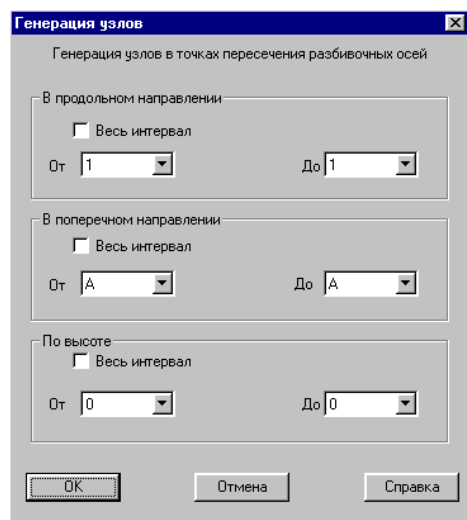 Генерация узлов
Генерация узлов в точках пересечения разбивочных осей
В продольном направлении
Весь интервал
От 1 До 1
В поперечном направлении
Весь интервал
От A До A
По высоте
Весь интервал
От 0 До 0
OK Отмена Справка